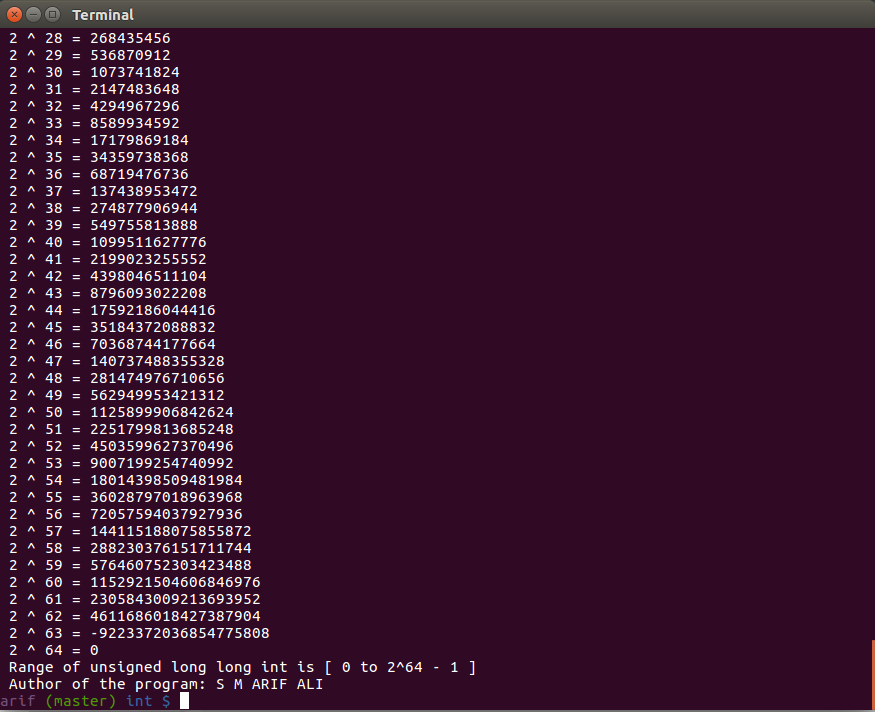 Terminal
2 ^ 28 = 268435456
2 ^ 29 = 536870912
2 ^ 30 = 1073741824
2 ^ 31 = 2147483648
2 ^ 32 = 4294967296
2 ^ 33 = 8589934592
2 ^ 34 = 17179869184
2 ^ 35 = 34359738368
2 ^ 36 = 68719476736
2 ^ 37 = 137438953472
2 ^ 38 = 274877906944
2 ^ 39 = 549755813888
2 ^ 40 = 1099511627776
2 ^ 41 = 2199023255552
2 ^ 42 = 4398046511104
2 ^ 43 = 8796093022208
2 ^ 44 = 17592186044416
2 ^ 45 = 35184372088832
2 ^ 46 = 70368744177664
2 ^ 47 = 140737488355328
2 ^ 48 = 281474976710656
2 ^ 49 = 562949953421312
2 ^ 50 = 1125899906842624
2 ^ 51 = 2251799813685248
2 ^ 52 = 4503599627370496
2 ^ 53 = 9007199254740992
2 ^ 54 = 18014398509481984
2 ^ 55 = 36028797018963968
2 ^ 56 = 72057594037927936
2 ^ 57 = 144115188075855872
2 ^ 58 = 288230376151711744
2 ^ 59 = 576460752303423488
2 ^ 60 = 1152921504606846976
2 ^ 61 = 2305843009213693952
2 ^ 62 = 4611686018427387904
2 ^ 63 = -9223372036854775808
2 ^ 64 = 0
Range of unsigned long long int is [ 0 to 2^64 - 1 ]
Author of the program: S M ARIF ALI
arif (master) int $